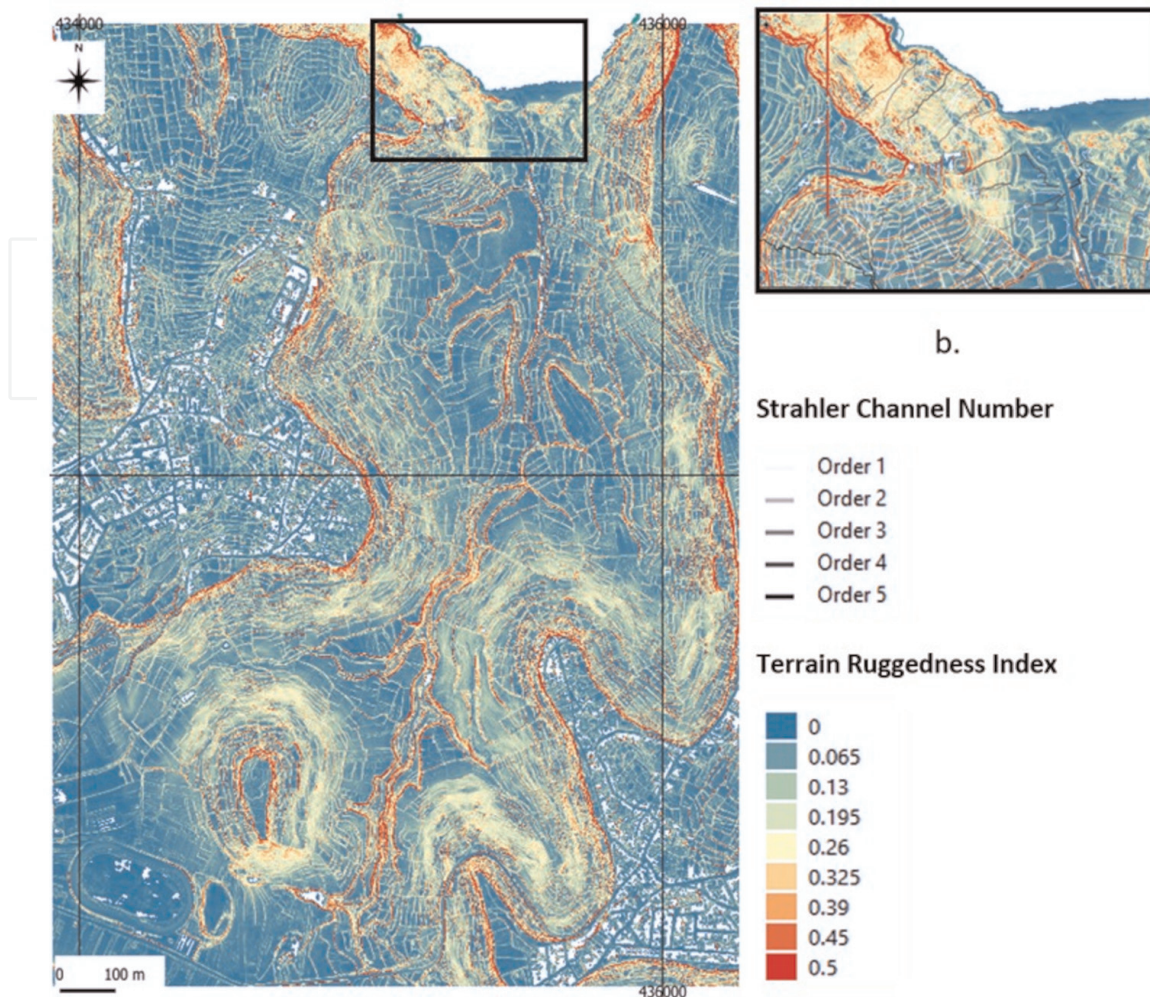 434000
436000
N
0 100 m
436000
b.
Strahler Channel Number
Order 1
Order 2
Order 3
Order 4
Order 5
Terrain Ruggedness Index
0
0.065
0.13
0.195
0.26
0.325
0.39
0.45
0.5